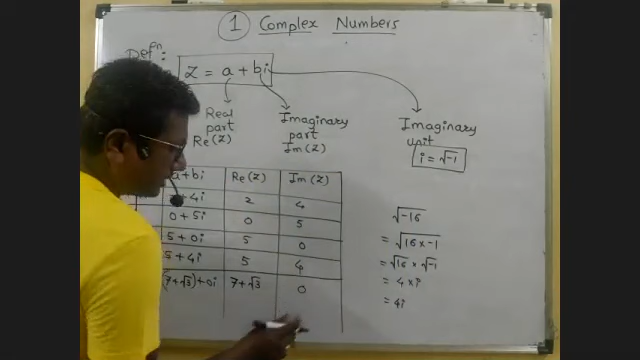 1 Complex Numbers
Defn:
Z = a + bi
Real part Re(Z)
Imaginary part Im(Z)
Imaginary unit
i = √-1
a+bi Re(Z) Im(Z)
+4i 2 4
0+5i 0 5
5+0i 5 0
5+4i 5 4
(7+√3)+0i 7+√3 0
√-16
= √16 × -1
= √16 × √-1
= 4 × i
= 4i